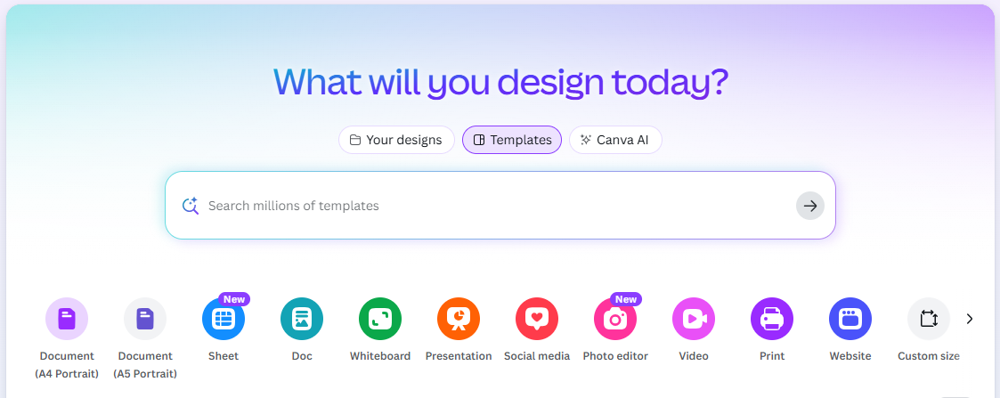 What will you design today?
Your designs
Templates
Canva AI
Search millions of templates
New
New
Document
(A4 Portrait)
Document
(A5 Portrait)
Sheet
Doc
Whiteboard
Presentation
Social media
Photo editor
Video
Print
Website
Custom size